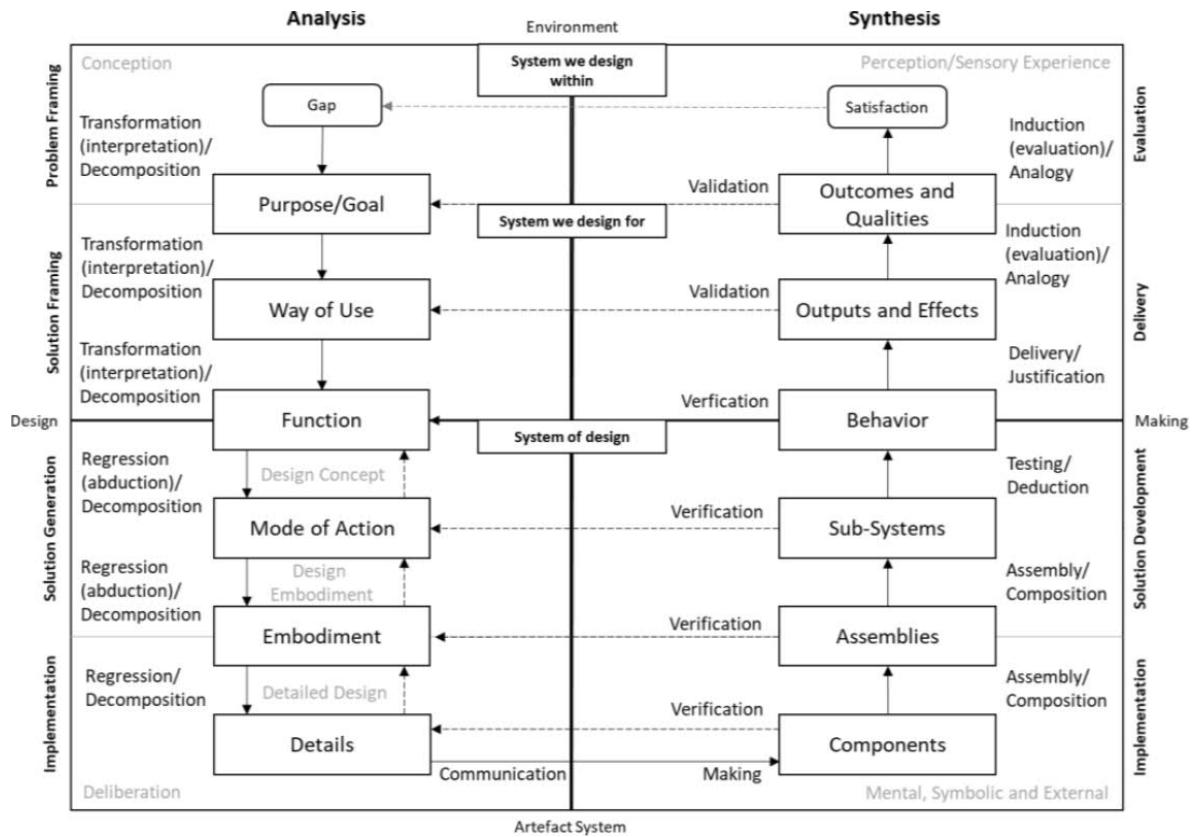 Analysis
Environment
Synthesis
Conception
System we design
within
Perception/Sensory Experience
Problem Framing
Gap
Satisfaction
Evaluation
Transformation
(interpretation)/
Decomposition
Induction
(evaluation)/
Analogy
Purpose/Goal
Validation
Outcomes and
Qualities
System we design for
Solution Framing
Transformation
(interpretation)/
Decomposition
Induction
(evaluation)/
Analogy
Way of Use
Validation
Outputs and Effects
Delivery
Transformation
(interpretation)/
Decomposition
Delivery/
Justification
Design
Function
Verfication
Behavior
Making
System of design
Solution Generation
Regression
(abduction)/
Decomposition
Design Concept
Testing/
Deduction
Solution Development
Mode of Action
Verification
Sub-Systems
Regression
(abduction)/
Decomposition
Design
Embodiment
Assembly/
Composition
Embodiment
Verification
Assemblies
Implementation
Regression/
Decomposition
Detailed Design
Assembly/
Composition
Implementation
Details
Verification
Components
Communication
Making
Deliberation
Mental, Symbolic and External
Artefact System